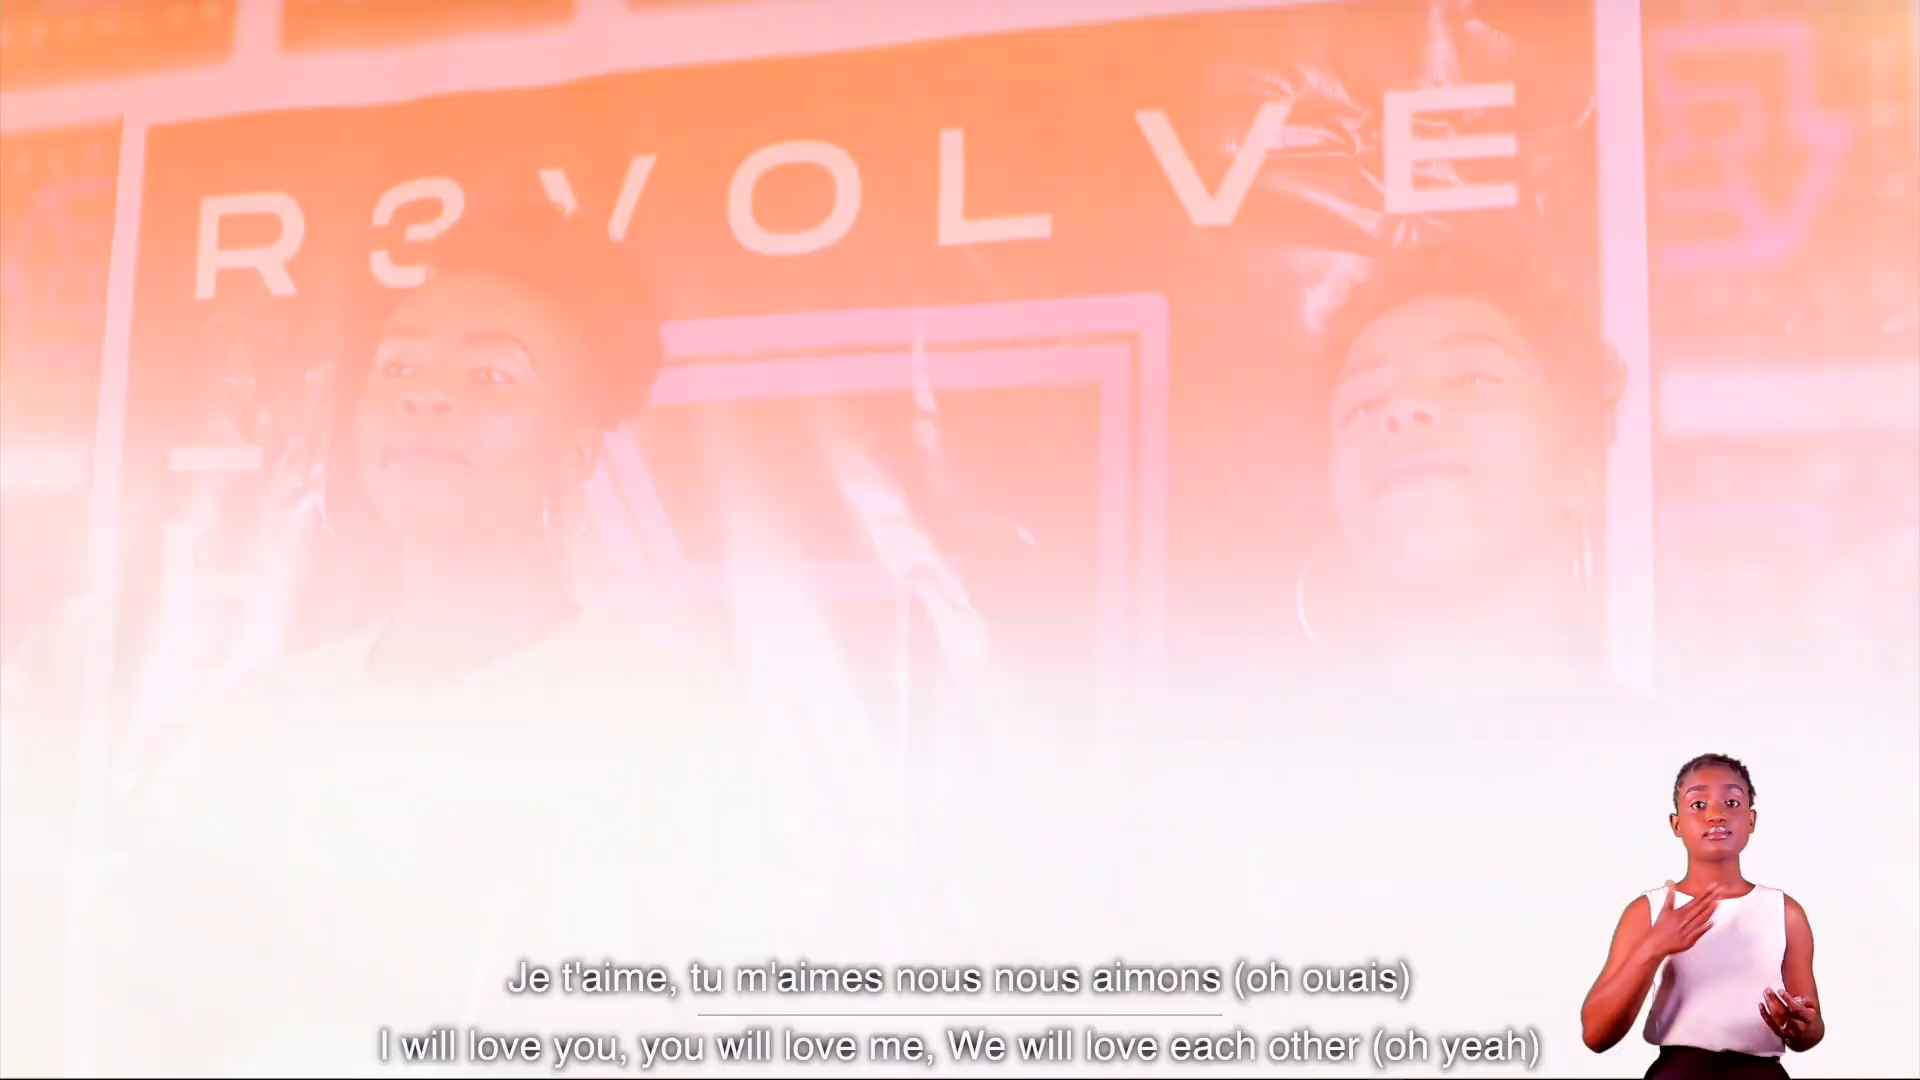 R3VOLVE
Je t'aime, tu m'aimes nous nous aimons (oh ouais)
I will love you, you will love me, We will love each other (oh yeah)